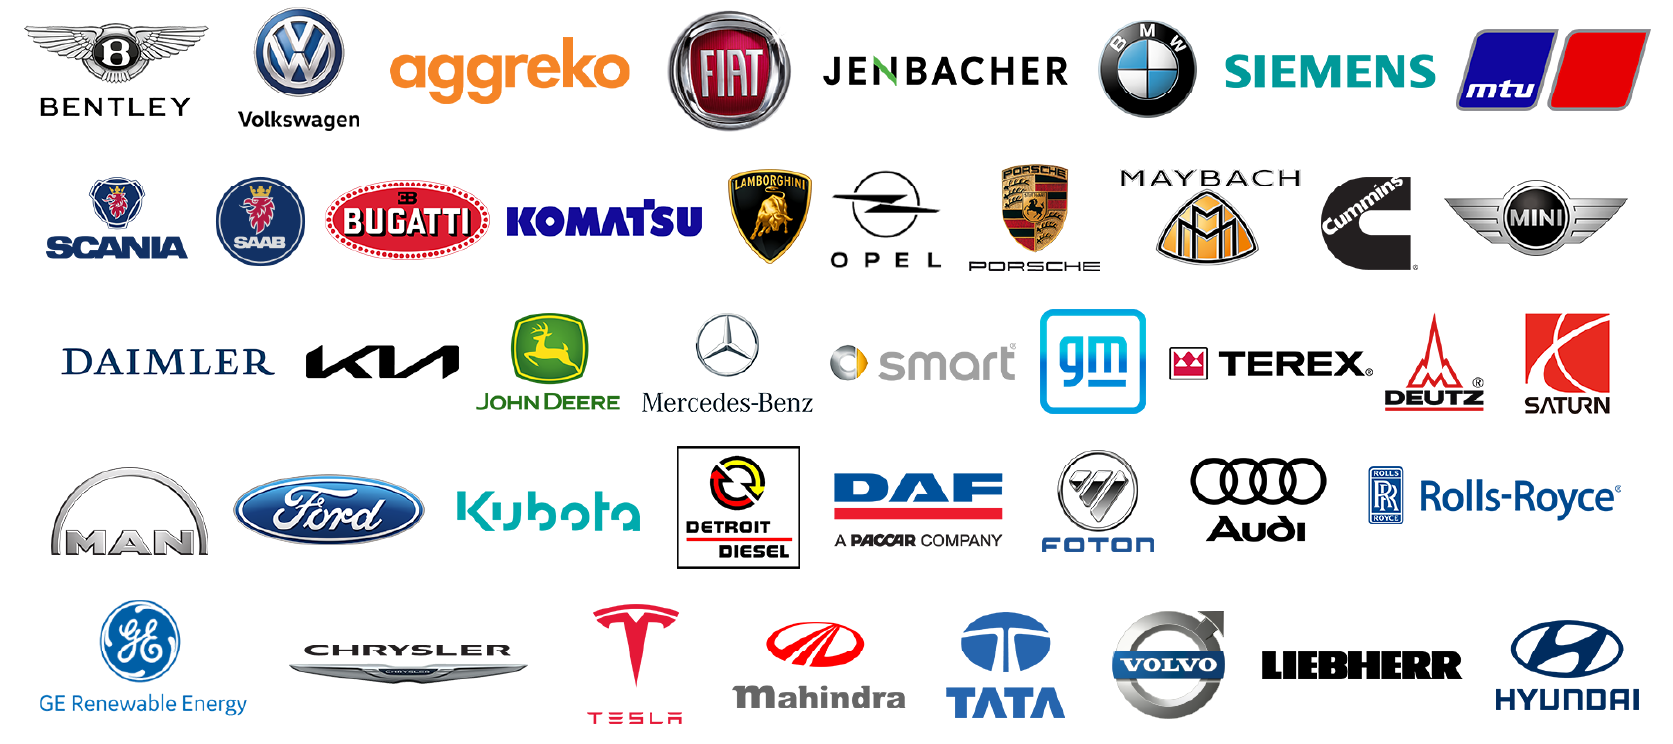 BENTLEY
Volkswagen
aggreko
FIAT
JENBACHER
BMW
SIEMENS
mtu
SCANIA
SAAB
BUGATTI
KOMATSU
LAMBORGHINI
OPEL
PORSCHE
PORSCHE
MAYBACH
Cummins
MINI
DAIMLER
KIA
JOHN DEERE
Mercedes-Benz
smart
gm
TEREX®
DEUTZ®
SATURN
MAN
Ford
Kubota
DETROIT
DIESEL
DAF
A PACCAR COMPANY
FOTON
Audi
ROLLS
RR
ROYCE
Rolls-Royce
GE
GE Renewable Energy
CHRYSLER
CHRYSLER
TESLA
mahindra
TATA
VOLVO
LIEBHERR
HYUNDAI